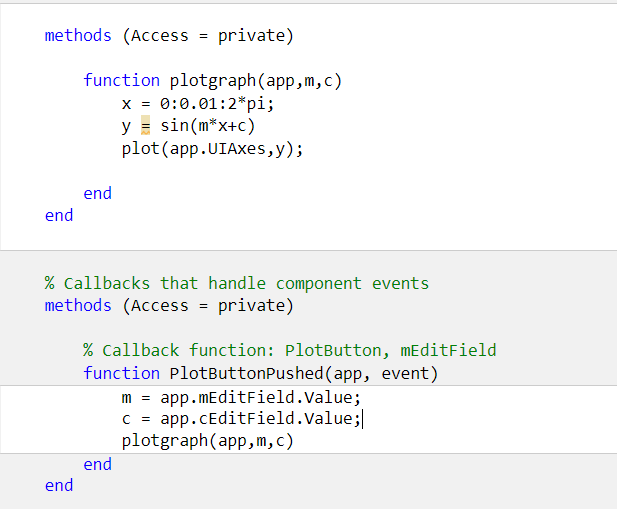 methods (Access = private)
function plotgraph(app,m,c)
x = 0:0.01:2*pi;
y = sin(m*x+c)
plot(app.UIAxes,y);
end
end
% Callbacks that handle component events
methods (Access = private)
% Callback function: PlotButton, mEditField
function PlotButtonPushed(app, event)
m = app.mEditField.Value;
c = app.cEditField.Value;
plotgraph(app,m,c)
end
end